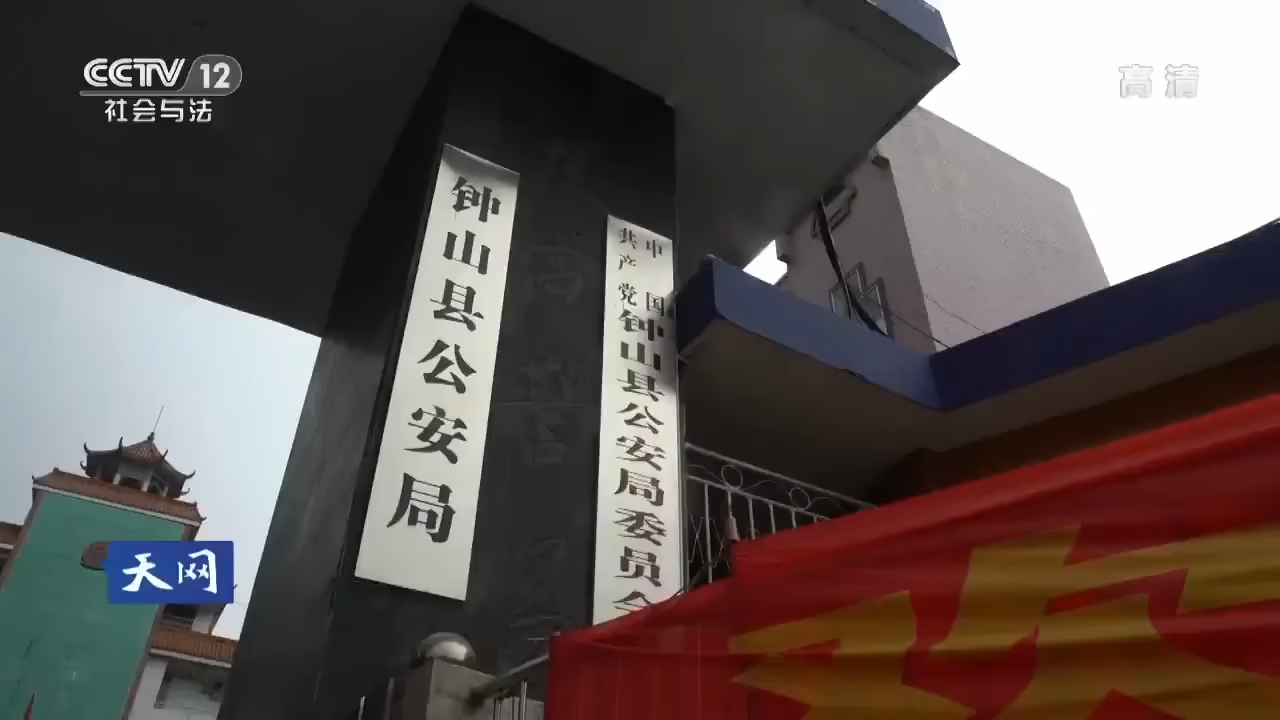 CCTV 12
社会与法
高清
钟山县公安局
中国
共产党
钟山县公安局委员会
天网